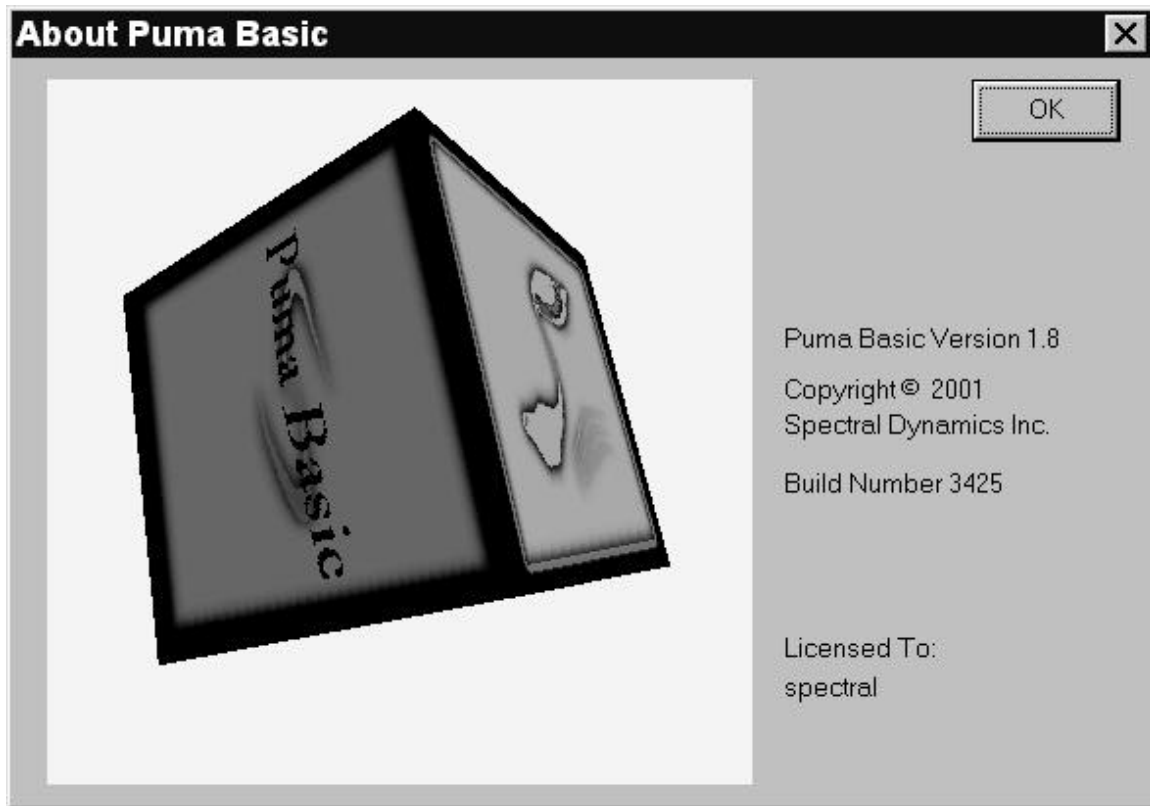 About Puma Basic
OK
Puma Basic
Puma Basic Version 1.8
Copyright © 2001
Spectral Dynamics Inc.
Build Number 3425
Licensed To:
spectral